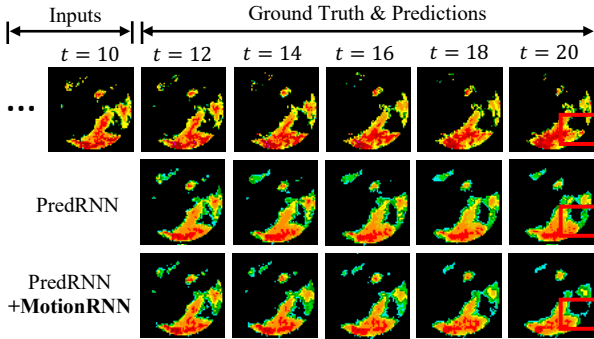 Inputs
Ground Truth & Predictions
t = 10
t = 12
t = 14
t = 16
t = 18
t = 20
...
PredRNN
PredRNN
+MotionRNN